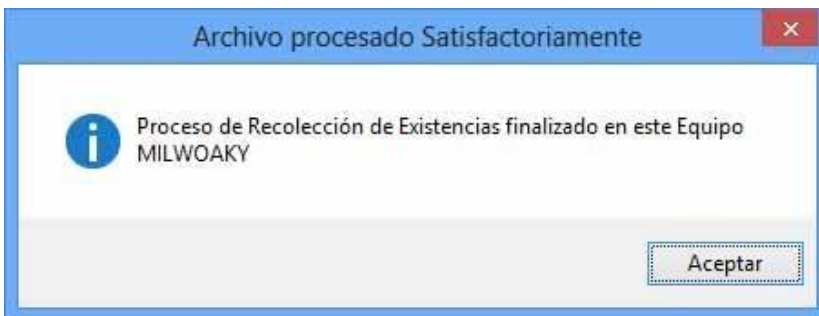 Archivo procesado Satisfactoriamente
Proceso de Recolección de Existencias finalizado en este Equipo
MILWOAKY
Aceptar